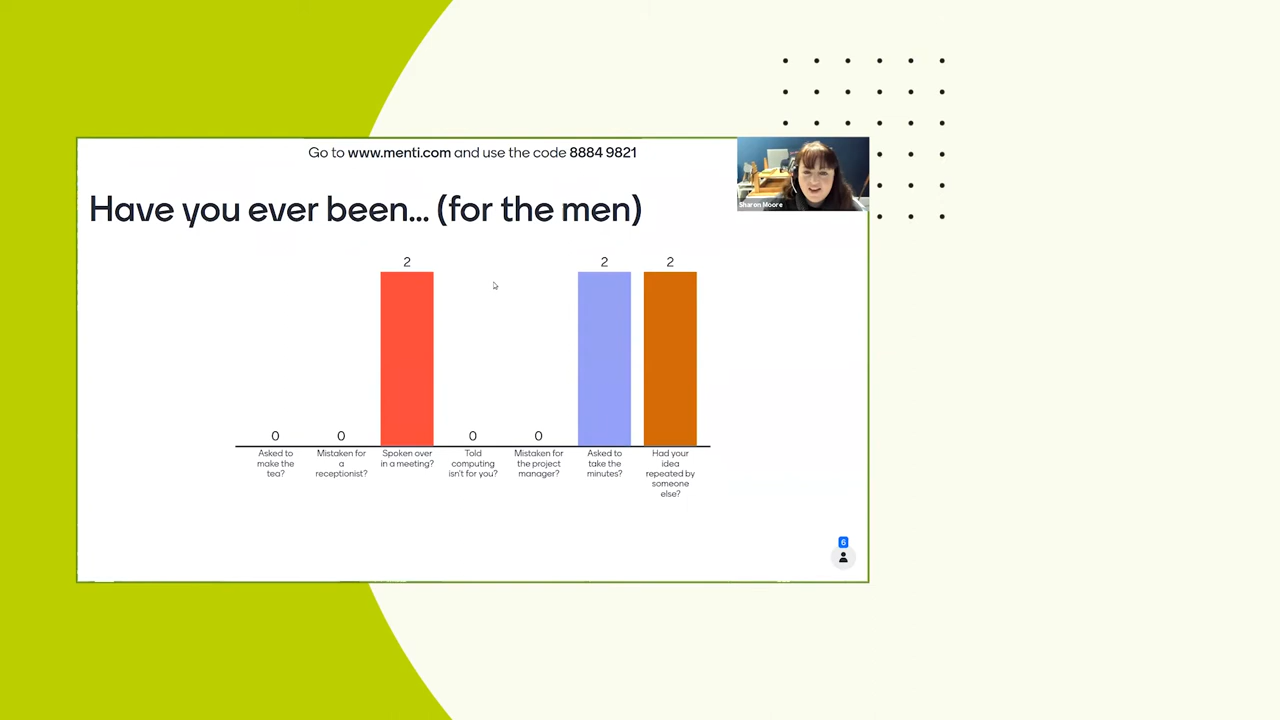 Go to www.menti.com and use the code 8884 9821
Sharon Moore
Have you ever been... (for the men)
2
2
2
0
0
0
0
Asked to
make the
tea?
Mistaken for
a
receptionist?
Spoken over
in a meeting?
Told
computing
isn't for you?
Mistaken for
the project
manager?
Asked to
take the
minutes?
Had your
idea
repeated by
someone
else?
6